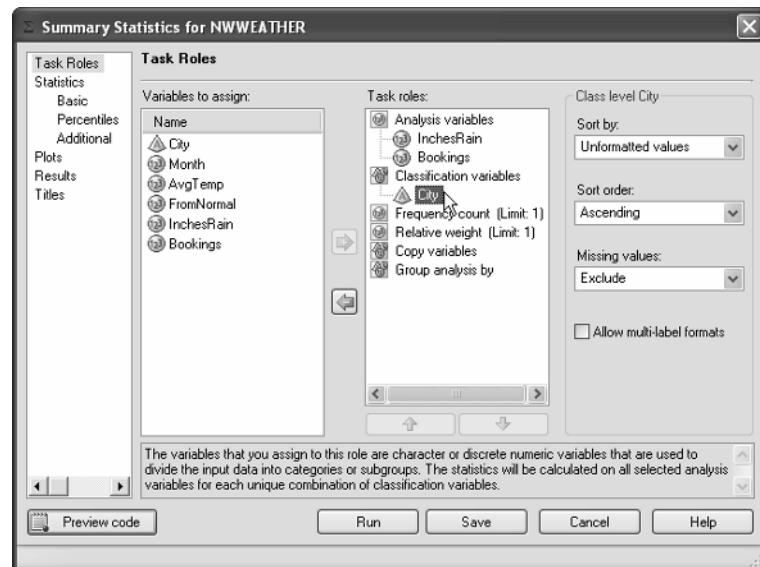 Summary Statistics for NWWEATHER
Task Roles
Statistics
Basic
Percentiles
Additional
Plots
Results
Titles
Task Roles
Variables to assign:
Name
City
Month
AvgTemp
FromNormal
InchesRain
Bookings
Task roles:
Analysis variables
InchesRain
Bookings
Classification variables
City
Frequency count (Limit: 1)
Relative weight (Limit: 1)
Copy variables
Group analysis by
Class level City
Sort by:
Unformatted values
Sort order:
Ascending
Missing values:
Exclude
Allow multi-label formats
The variables that you assign to this role are character or discrete numeric variables that are used to
divide the input data into categories or subgroups. The statistics will be calculated on all selected analysis
variables for each unique combination of classification variables.
Preview code
Run
Save
Cancel
Help